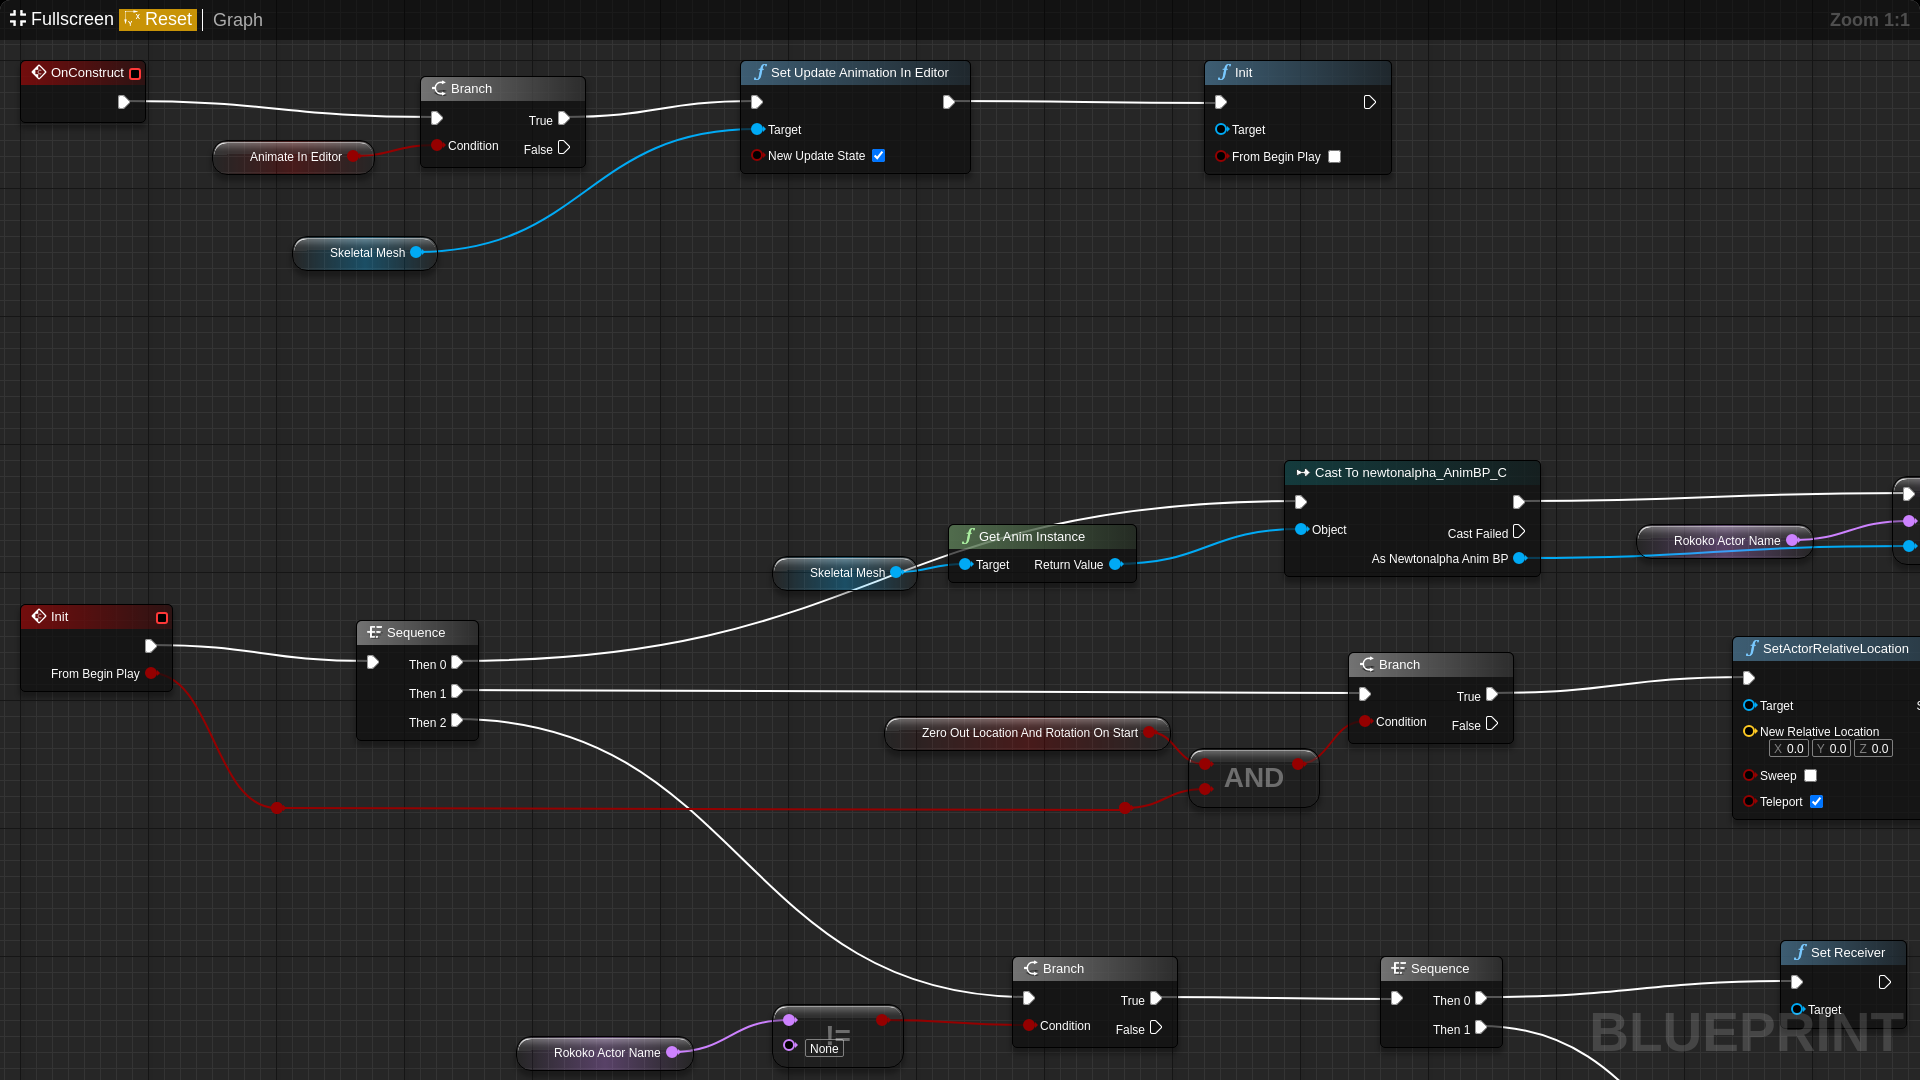 Fullscreen Reset Graph Zoom 1:1
OnConstruct
Branch
True
Condition
False
Animate In Editor
Skeletal Mesh
Set Update Animation In Editor
Target
New Update State
Init
Target
From Begin Play
Cast To newtonalpha_AnimBP_C
Object
Cast Failed
As Newtonalpha Anim BP
Get Anim Instance
Target Return Value
Skeletal Mesh
Rokoko Actor Name
Init
From Begin Play
Sequence
Then 0
Then 1
Then 2
Zero Out Location And Rotation On Start
AND
Branch
True
Condition
False
SetActorRelativeLocation
Target
New Relative Location
X 0.0 Y 0.0 Z 0.0
Sweep
Teleport
Rokoko Actor Name
!=
None
Branch
True
Condition
False
Sequence
Then 0
Then 1
Set Receiver
Target
BLUEPRINT